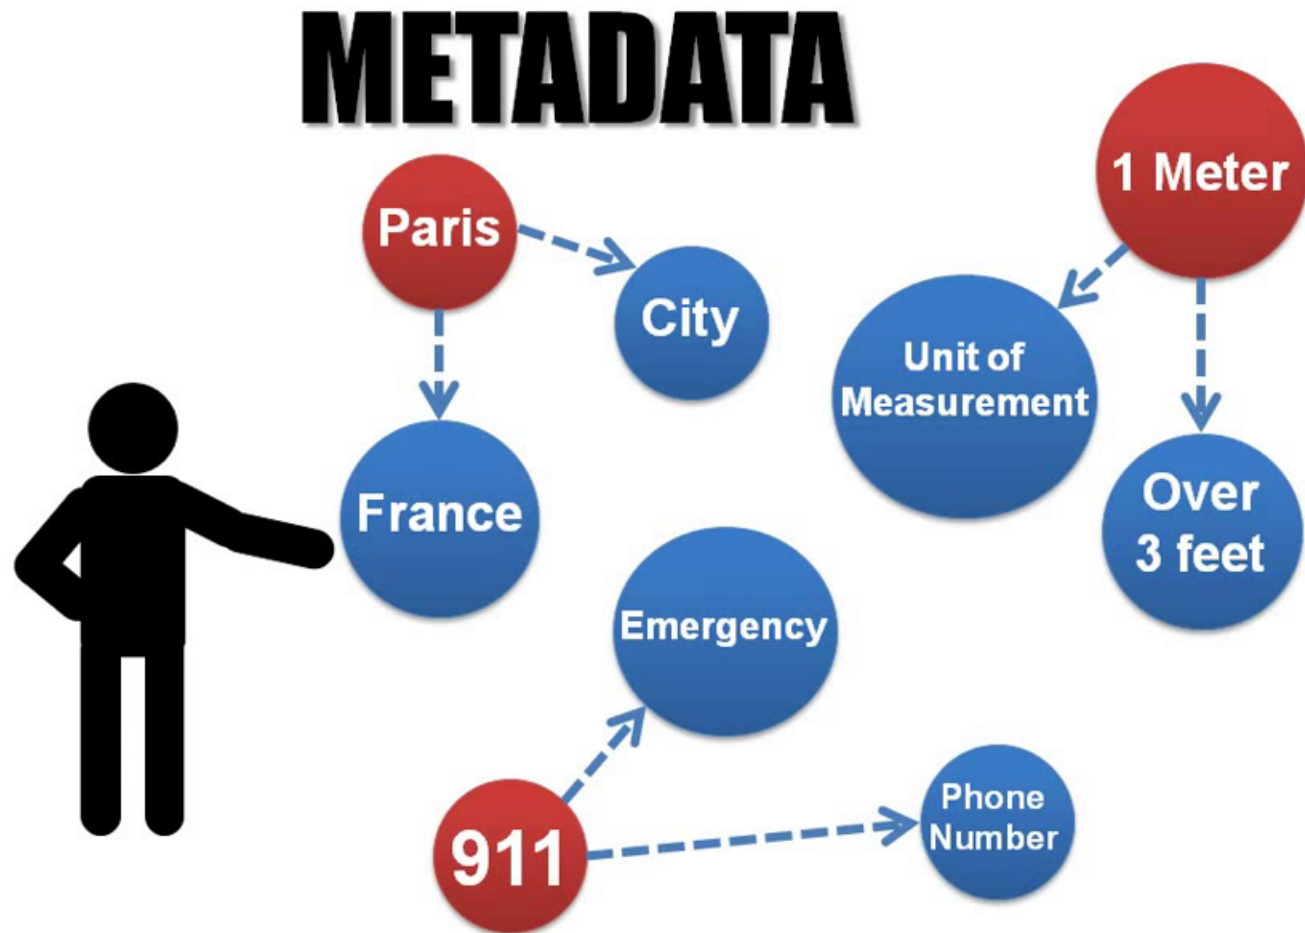 METADATA
Paris
City
France
1 Meter
Unit of
Measurement
Over
3 feet
Emergency
911
Phone
Number